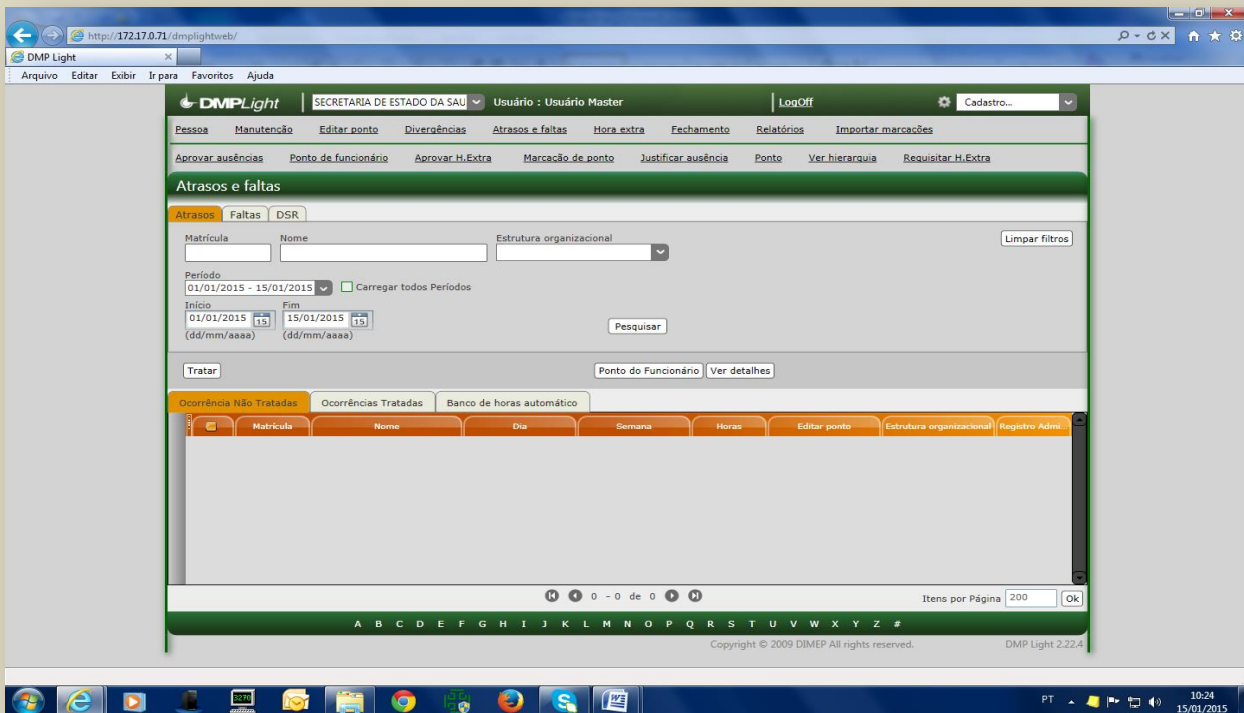 http://172.17.0.71/dmplightweb/
DMP Light
Arquivo Editar Exibir Ir para Favoritos Ajuda
DMPLight SECRETARIA DE ESTADO DA SAU Usuário : Usuário Master LogOff Cadastro...
Pessoa Manutenção Editar ponto Divergências Atrasos e faltas Hora extra Fechamento Relatórios Importar marcações
Aprovar ausências Ponto de funcionário Aprovar H.Extra Marcação de ponto Justificar ausência Ponto Ver hierarquia Requisitar H.Extra
Atrasos e faltas
Atrasos Faltas DSR
Matrícula Nome Estrutura organizacional Limpar filtros
Período
01/01/2015 - 15/01/2015 Carregar todos Períodos
Início Fim
01/01/2015 15 15/01/2015 15 Pesquisar
(dd/mm/aaaa) (dd/mm/aaaa)
Tratar Ponto do Funcionário Ver detalhes
Ocorrência Não Tratadas Ocorrências Tratadas Banco de horas automático
Matrícula Nome Dia Semana Horas Editar ponto Estrutura organizacional Registro Admi...
0 - 0 de 0 Itens por Página 200 Ok
A B C D E F G H I J K L M N O P Q R S T U V W X Y Z #
Copyright © 2009 DIMEP All rights reserved. DMP Light 2.22.4
3270 PT 10:24
15/01/2015